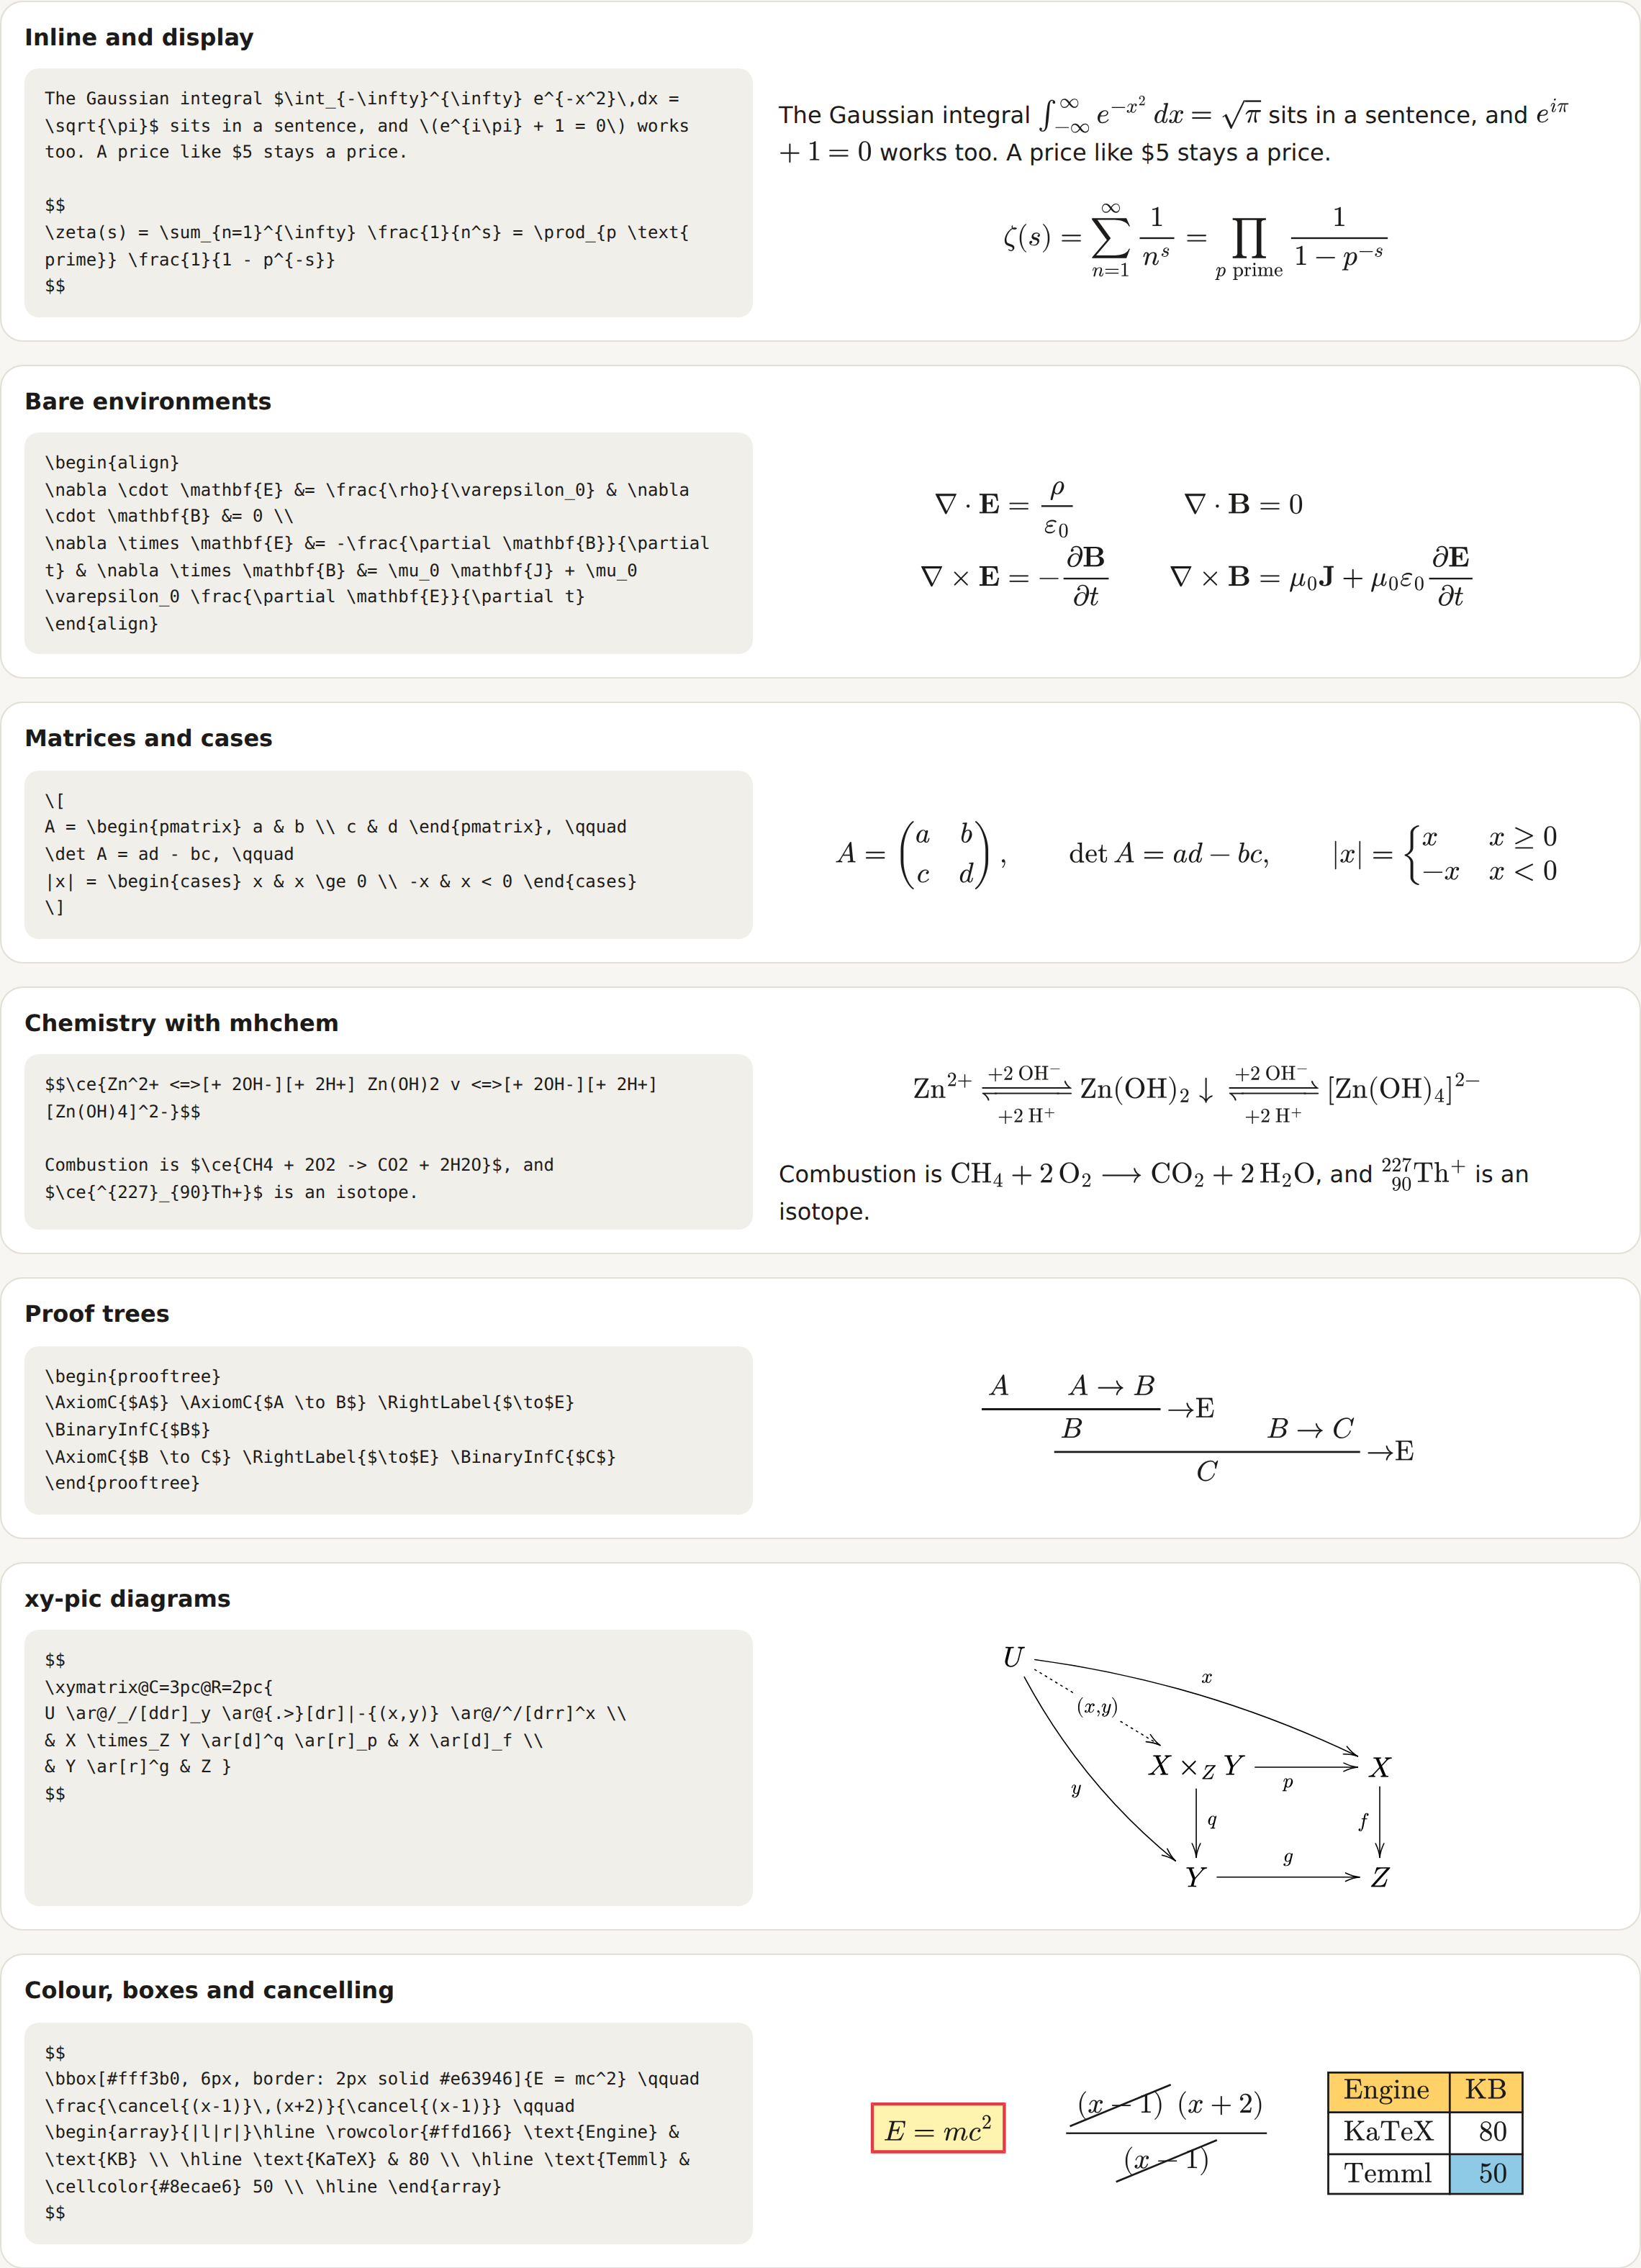 Inline and display
The Gaussian integral $\int_{-\infty}^{\infty} e^{-x^2}\,dx =
\sqrt{\pi}$ sits in a sentence, and \(e^{i\pi} + 1 = 0\) works
too. A price like $5 stays a price.
$$
\zeta(s) = \sum_{n=1}^{\infty} \frac{1}{n^s} = \prod_{p \text{
prime}} \frac{1}{1 - p^{-s}}
$$
The Gaussian integral ∫_{-∞}^{∞} e^{-x^2} dx = √π sits in a sentence, and e^{iπ}
+ 1 = 0 works too. A price like $5 stays a price.
ζ(s) = ∑_{n=1}^{∞} 1/n^s = ∏_{p prime} 1/(1 − p^{−s})
Bare environments
\begin{align}
\nabla \cdot \mathbf{E} &= \frac{\rho}{\varepsilon_0} & \nabla
\cdot \mathbf{B} &= 0 \\
\nabla \times \mathbf{E} &= -\frac{\partial \mathbf{B}}{\partial
t} & \nabla \times \mathbf{B} &= \mu_0 \mathbf{J} + \mu_0
\varepsilon_0 \frac{\partial \mathbf{E}}{\partial t}
\end{align}
∇ · E = ρ/ε₀ ∇ · B = 0
∇ × E = −∂B/∂t ∇ × B = μ₀J + μ₀ε₀ ∂E/∂t
Matrices and cases
\[
A = \begin{pmatrix} a & b \\ c & d \end{pmatrix}, \qquad
\det A = ad - bc, \qquad
|x| = \begin{cases} x & x \ge 0 \\ -x & x < 0 \end{cases}
\]
A = (a b
c d), det A = ad − bc, |x| = { x x ≥ 0
−x x < 0
Chemistry with mhchem
$$\ce{Zn^2+ <=>[+ 2OH-][+ 2H+] Zn(OH)2 v <=>[+ 2OH-][+ 2H+]
[Zn(OH)4]^2-}$$
Combustion is $\ce{CH4 + 2O2 -> CO2 + 2H2O}$, and
$\ce{^{227}_{90}Th+}$ is an isotope.
+2 OH⁻ +2 OH⁻
Zn²⁺ ⇌ Zn(OH)₂ ↓ ⇌ [Zn(OH)₄]²⁻
+2 H⁺ +2 H⁺
Combustion is CH₄ + 2 O₂ ⟶ CO₂ + 2 H₂O, and ²²⁷₉₀Th⁺ is an
isotope.
Proof trees
\begin{prooftree}
\AxiomC{$A$} \AxiomC{$A \to B$} \RightLabel{$\to$E}
\BinaryInfC{$B$}
\AxiomC{$B \to C$} \RightLabel{$\to$E} \BinaryInfC{$C$}
\end{prooftree}
A A → B
→E
B B → C
→E
C
xy-pic diagrams
$$
\xymatrix@C=3pc@R=2pc{
U \ar@/_/[ddr]_y \ar@{.>}[dr]|-{(x,y)} \ar@/^/[drr]^x \\
& X \times_Z Y \ar[d]^q \ar[r]_p & X \ar[d]_f \\
& Y \ar[r]^g & Z }
$$
U
x
(x,y)
X ×_Z Y X
p
y
q f
g
Y Z
Colour, boxes and cancelling
$$
\bbox[#fff3b0, 6px, border: 2px solid #e63946]{E = mc^2} \qquad
\frac{\cancel{(x-1)}\,(x+2)}{\cancel{(x-1)}} \qquad
\begin{array}{|l|r|}\hline \rowcolor{#ffd166} \text{Engine} &
\text{KB} \\ \hline \text{KaTeX} & 80 \\ \hline \text{Temml} &
\cellcolor{#8ecae6} 50 \\ \hline \end{array}
$$
E = mc²
(x − 1) (x + 2)
(x − 1)
Engine KB
KaTeX 80
Temml 50